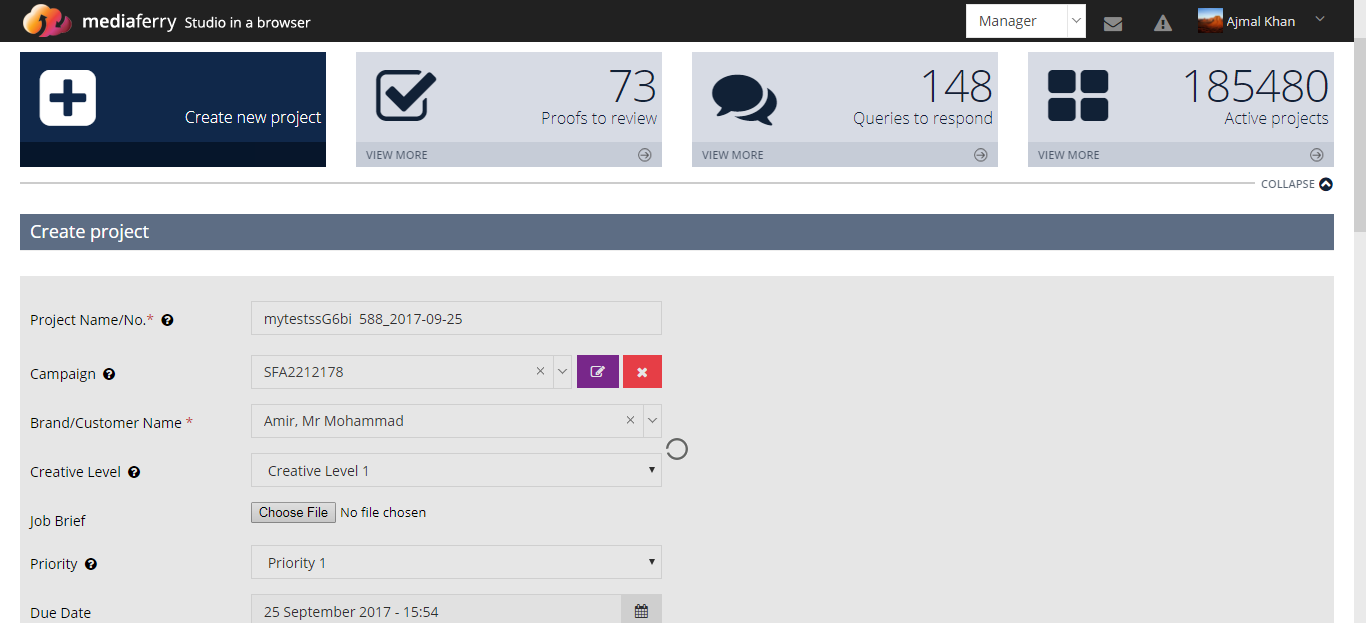 mediaferry Studio in a browser
Manager
Ajmal Khan
Create new project
73
Proofs to review
VIEW MORE
148
Queries to respond
VIEW MORE
185480
Active projects
VIEW MORE
COLLAPSE
Create project
Project Name/No.* mytestssG6bi 588_2017-09-25
Campaign SFA2212178
Brand/Customer Name * Amir, Mr Mohammad
Creative Level Creative Level 1
Job Brief Choose File No file chosen
Priority Priority 1
Due Date 25 September 2017 - 15:54